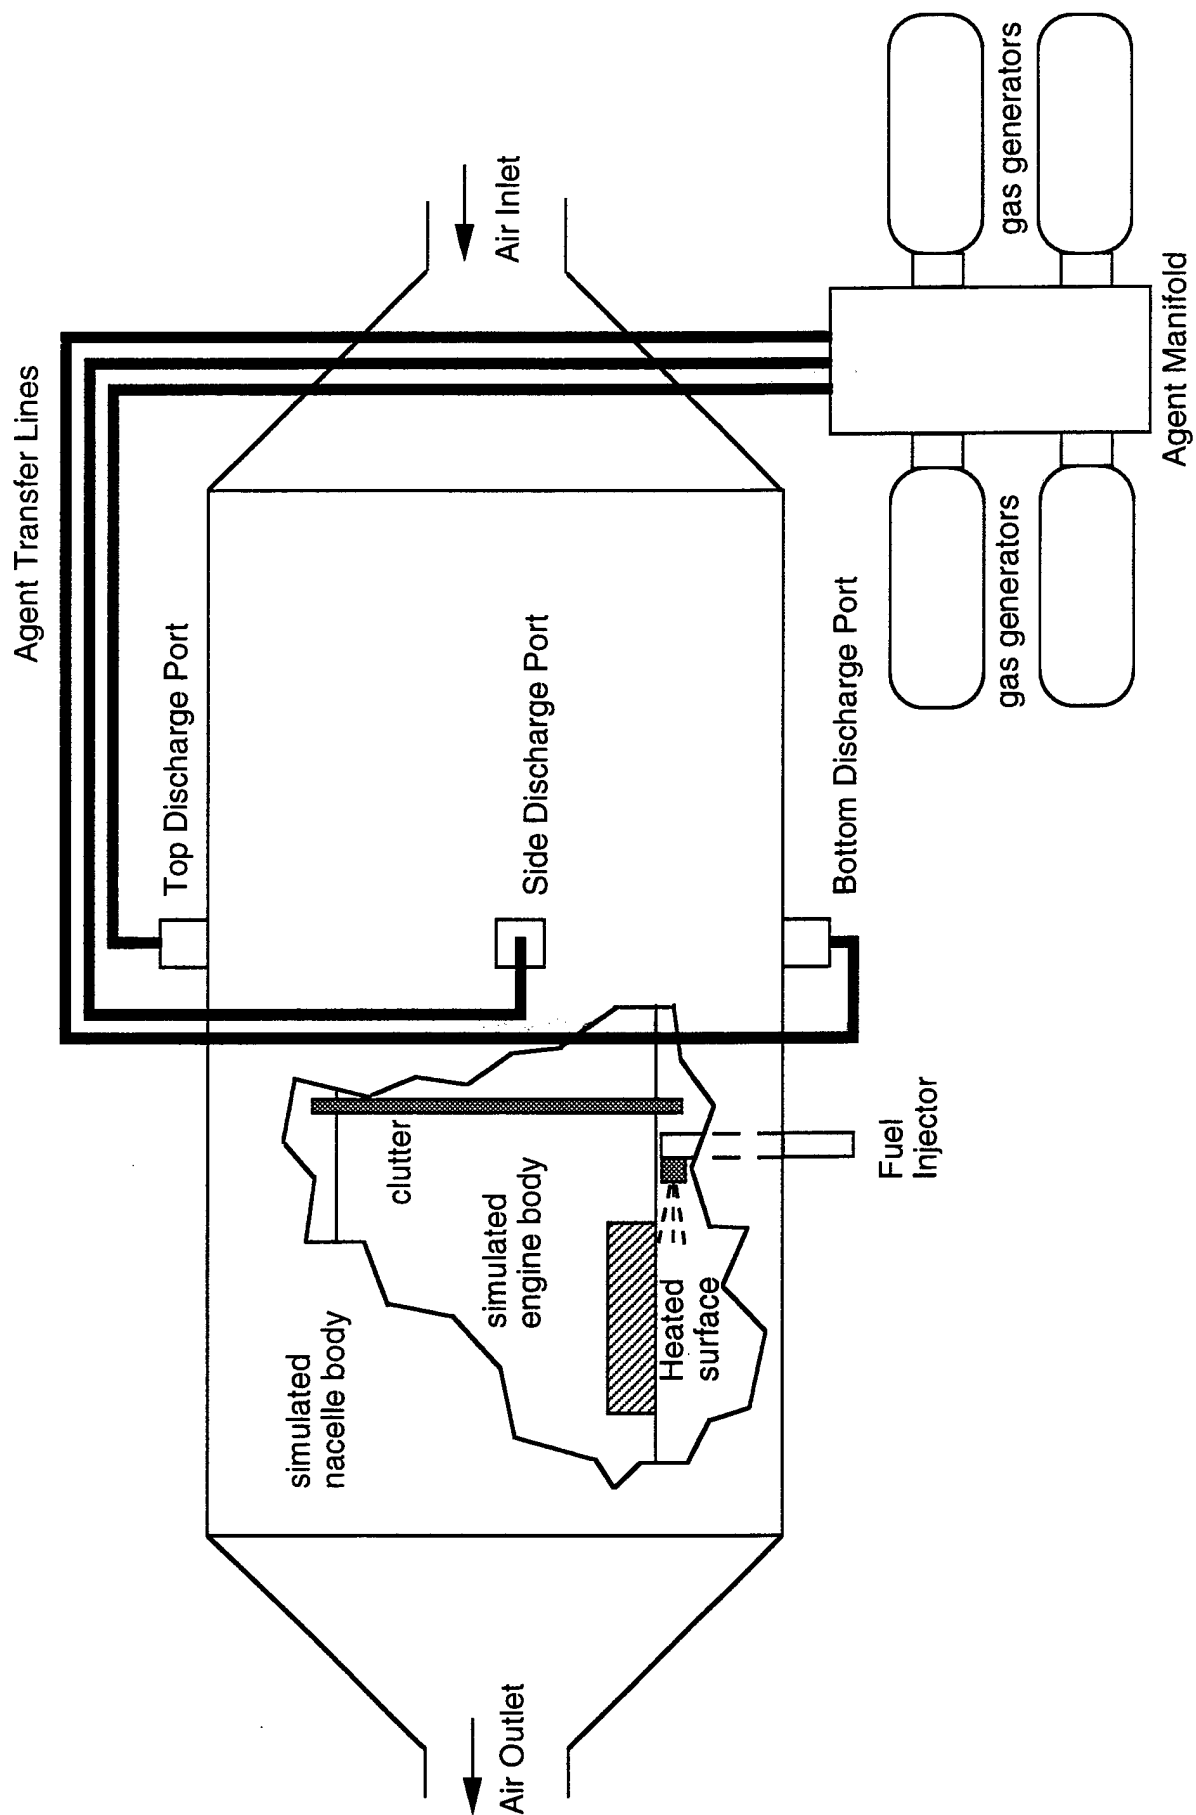 Agent Transfer Lines
Top Discharge Port
Air Inlet
Side Discharge Port
Bottom Discharge Port
gas generators
gas generators
Agent Manifold
clutter
simulated
engine body
simulated
nacelle body
Heated
surface
Fuel
Injector
Air Outlet